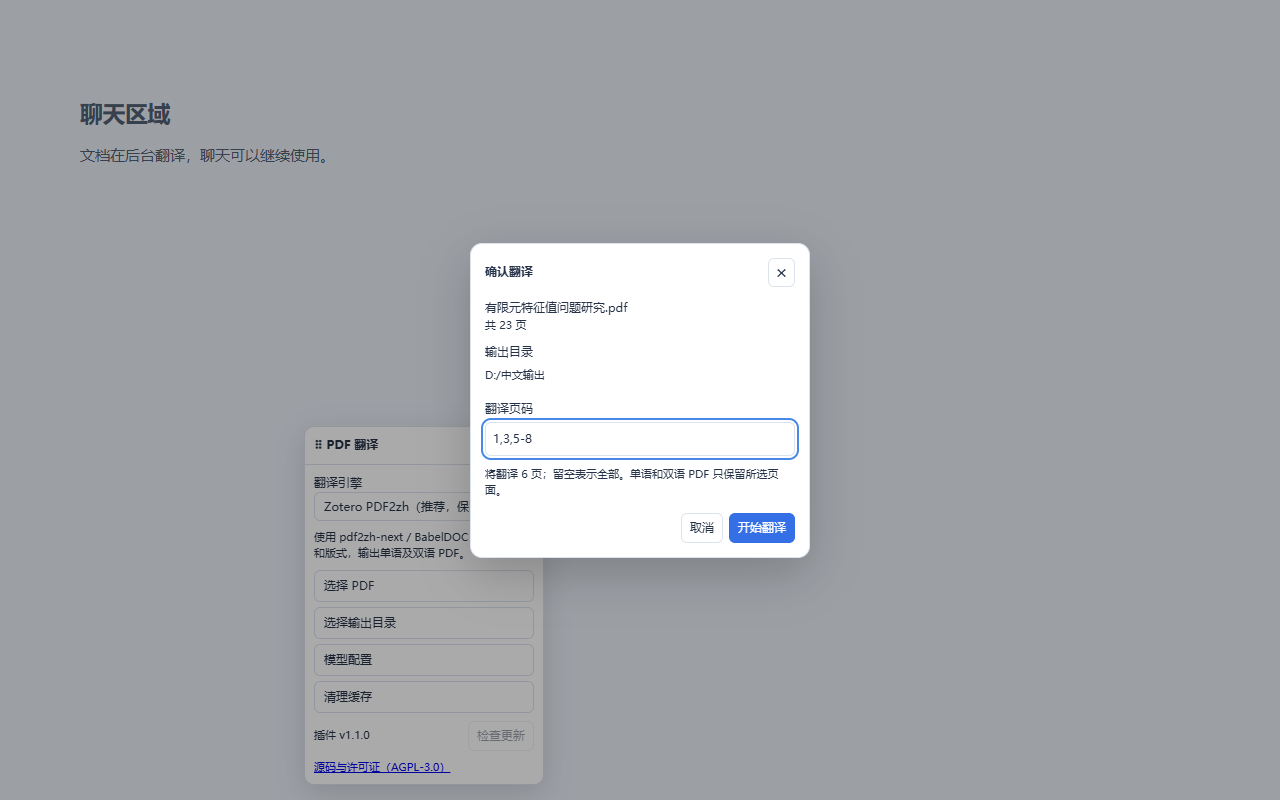 聊天区域
文档在后台翻译，聊天可以继续使用。
确认翻译
有限元特征值问题研究.pdf
共 23 页
输出目录
D:/中文输出
翻译页码
1,3,5-8
将翻译 6 页；留空表示全部。单语和双语 PDF 只保留所选页
面。
取消
开始翻译
PDF 翻译
翻译引擎
Zotero PDF2zh（推荐，保
使用 pdf2zh-next / BabelDOC
和版式，输出单语及双语 PDF。
选择 PDF
选择输出目录
模型配置
清理缓存
插件 v1.1.0
检查更新
源码与许可证（AGPL-3.0）